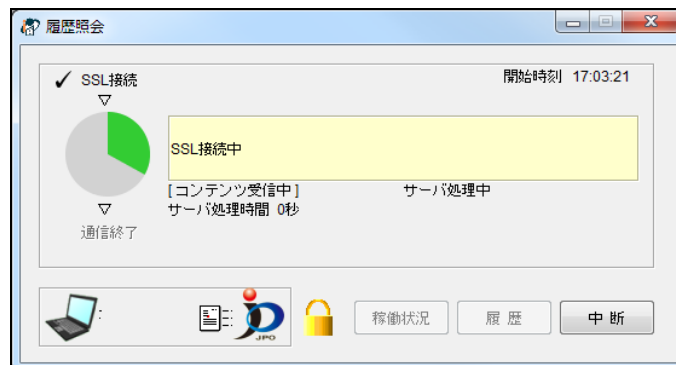 履歴照会
SSL接続
開始時刻 17:03:21
SSL接続中
[コンテンツ受信中] サーバ処理中
サーバ処理時間 0秒
通信終了
JPO
稼働状況 履 歴 中 断